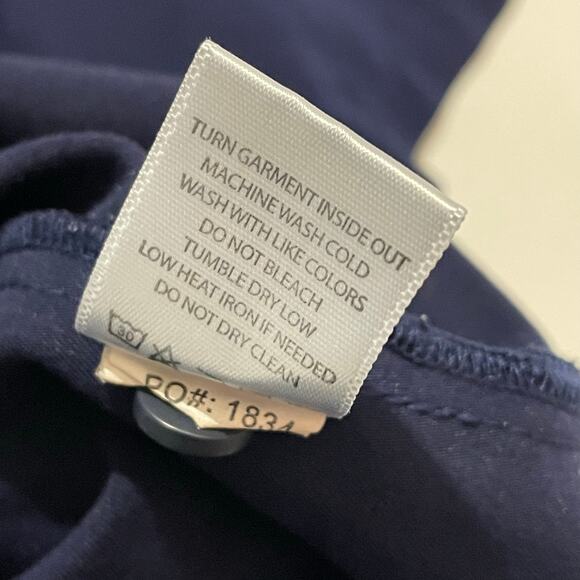 TURN GARMENT INSIDE OUT
MACHINE WASH COLD
WASH WITH LIKE COLORS
DO NOT BLEACH
TUMBLE DRY LOW
LOW HEAT IRON IF NEEDED
DO NOT DRY CLEAN
30
PO#: 1834